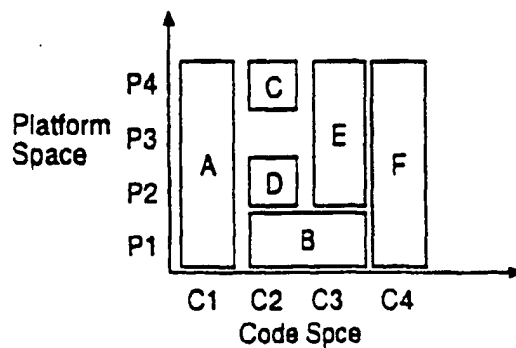 P4
C
Platform
Space
P3
A
E
F
P2
D
P1
B
C1 C2 C3 C4
Code Spce